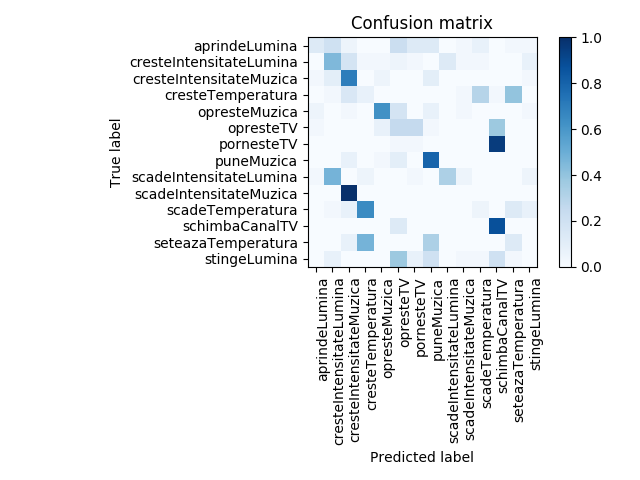 Confusion matrix
aprindeLumina
cresteIntensitateLumina
cresteIntensitateMuzica
cresteTemperatura
opresteMuzica
opresteTV
pornesteTV
puneMuzica
scadeIntensitateLumina
scadeIntensitateMuzica
scadeTemperatura
schimbaCanalTV
seteazaTemperatura
stingeLumina
True label
aprindeLumina
cresteIntensitateLumina
cresteIntensitateMuzica
cresteTemperatura
opresteMuzica
opresteTV
pornesteTV
puneMuzica
scadeIntensitateLumina
scadeIntensitateMuzica
scadeTemperatura
schimbaCanalTV
seteazaTemperatura
stingeLumina
Predicted label
1.0
0.8
0.6
0.4
0.2
0.0